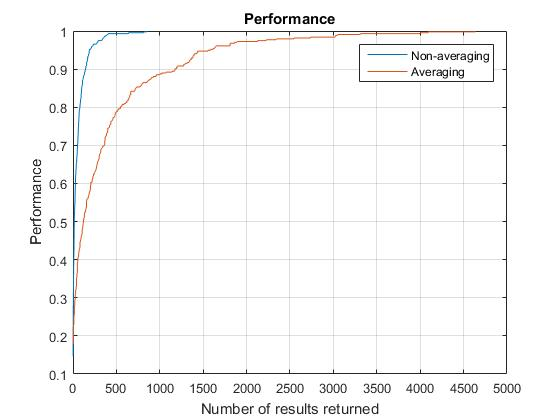 Performance
Non-averaging
Averaging
Performance
1
0.9
0.8
0.7
0.6
0.5
0.4
0.3
0.2
0.1
0 500 1000 1500 2000 2500 3000 3500 4000 4500 5000
Number of results returned